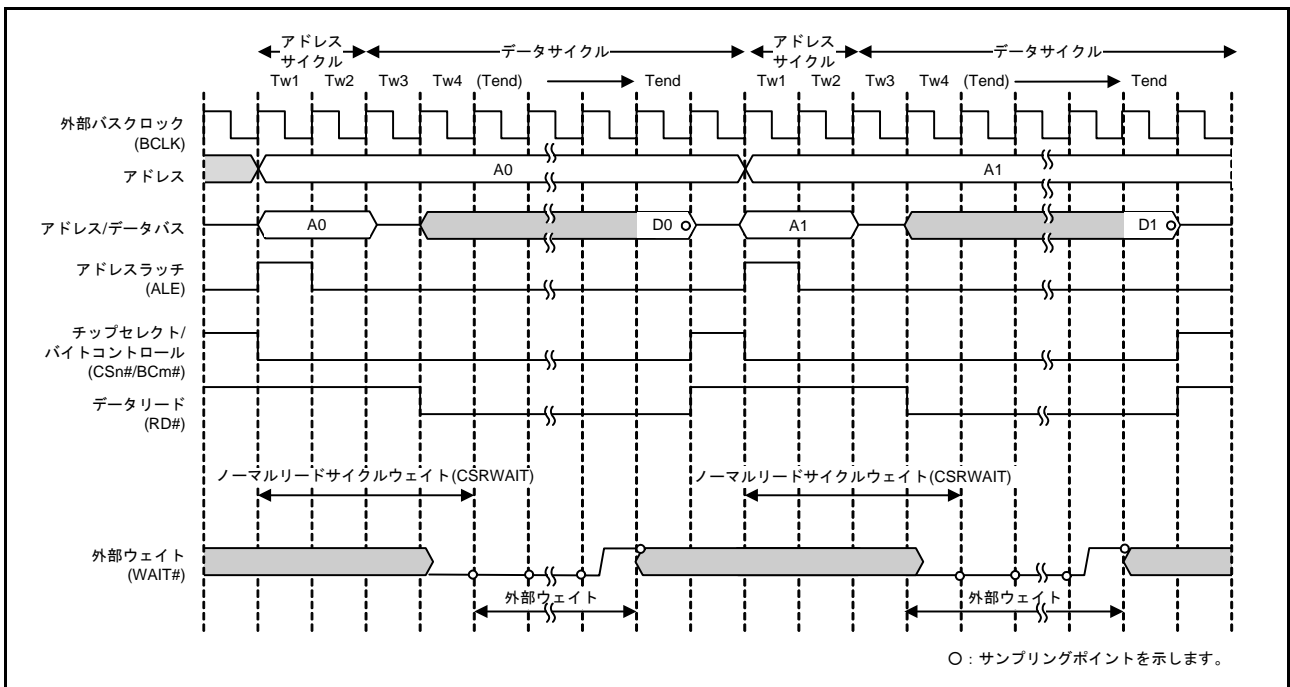 アドレス
サイクル
データサイクル
アドレス
サイクル
データサイクル
Tw1 Tw2 Tw3 Tw4 (Tend) Tend Tw1 Tw2 Tw3 Tw4 (Tend) Tend
外部バスクロック
(BCLK)
アドレス
A0 A1
アドレス/データバス
A0 D0 A1 D1
アドレスラッチ
(ALE)
チップセレクト/
バイトコントロール
(CSn#/BCm#)
データリード
(RD#)
ノーマルリードサイクルウェイト(CSRWAIT) ノーマルリードサイクルウェイト(CSRWAIT)
外部ウェイト
(WAIT#)
外部ウェイト 外部ウェイト
○:サンプリングポイントを示します。